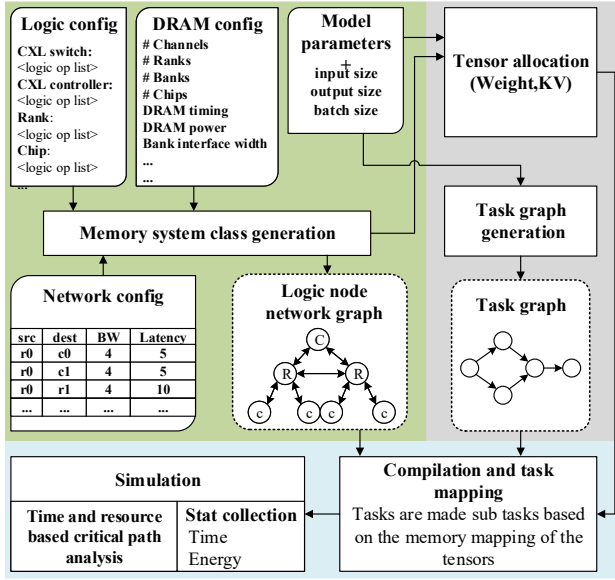 Logic config
CXL switch:
<logic op list>
CXL controller:
<logic op list>
Rank:
<logic op list>
Chip:
<logic op list>
...
DRAM config
# Channels
# Ranks
# Banks
# Chips
DRAM timing
DRAM power
Bank interface width
...
...
Model
parameters
+
input size
output size
batch size
Tensor allocation
(Weight,KV)
Memory system class generation
Task graph
generation
Network config
src dest BW Latency
r0 c0 4 5
r0 c1 4 5
r0 r1 4 10
... ... ... ...
Logic node
network graph
C
R R
c c c c
Task graph
Simulation
Time and resource
based critical path
analysis
Stat collection
Time
Energy
Compilation and task
mapping
Tasks are made sub tasks based
on the memory mapping of the
tensors